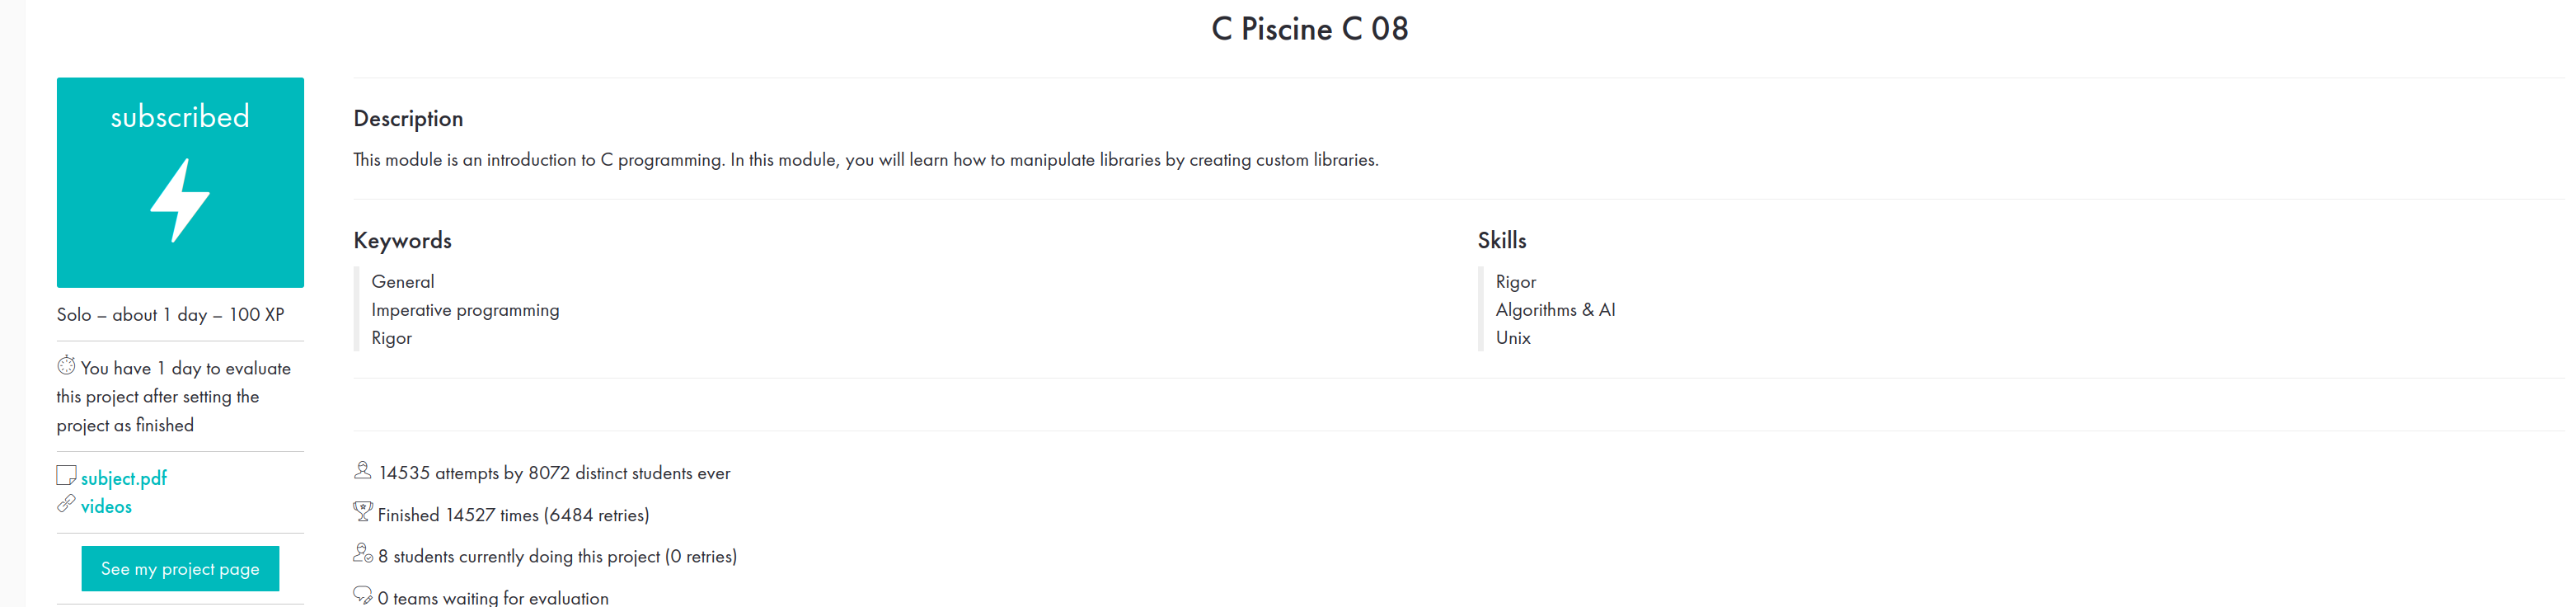 C Piscine C 08
subscribed
Solo – about 1 day – 100 XP
You have 1 day to evaluate
this project after setting the
project as finished
subject.pdf
videos
See my project page
Description
This module is an introduction to C programming. In this module, you will learn how to manipulate libraries by creating custom libraries.
Keywords
General
Imperative programming
Rigor
Skills
Rigor
Algorithms & AI
Unix
14535 attempts by 8072 distinct students ever
Finished 14527 times (6484 retries)
8 students currently doing this project (0 retries)
0 teams waiting for evaluation